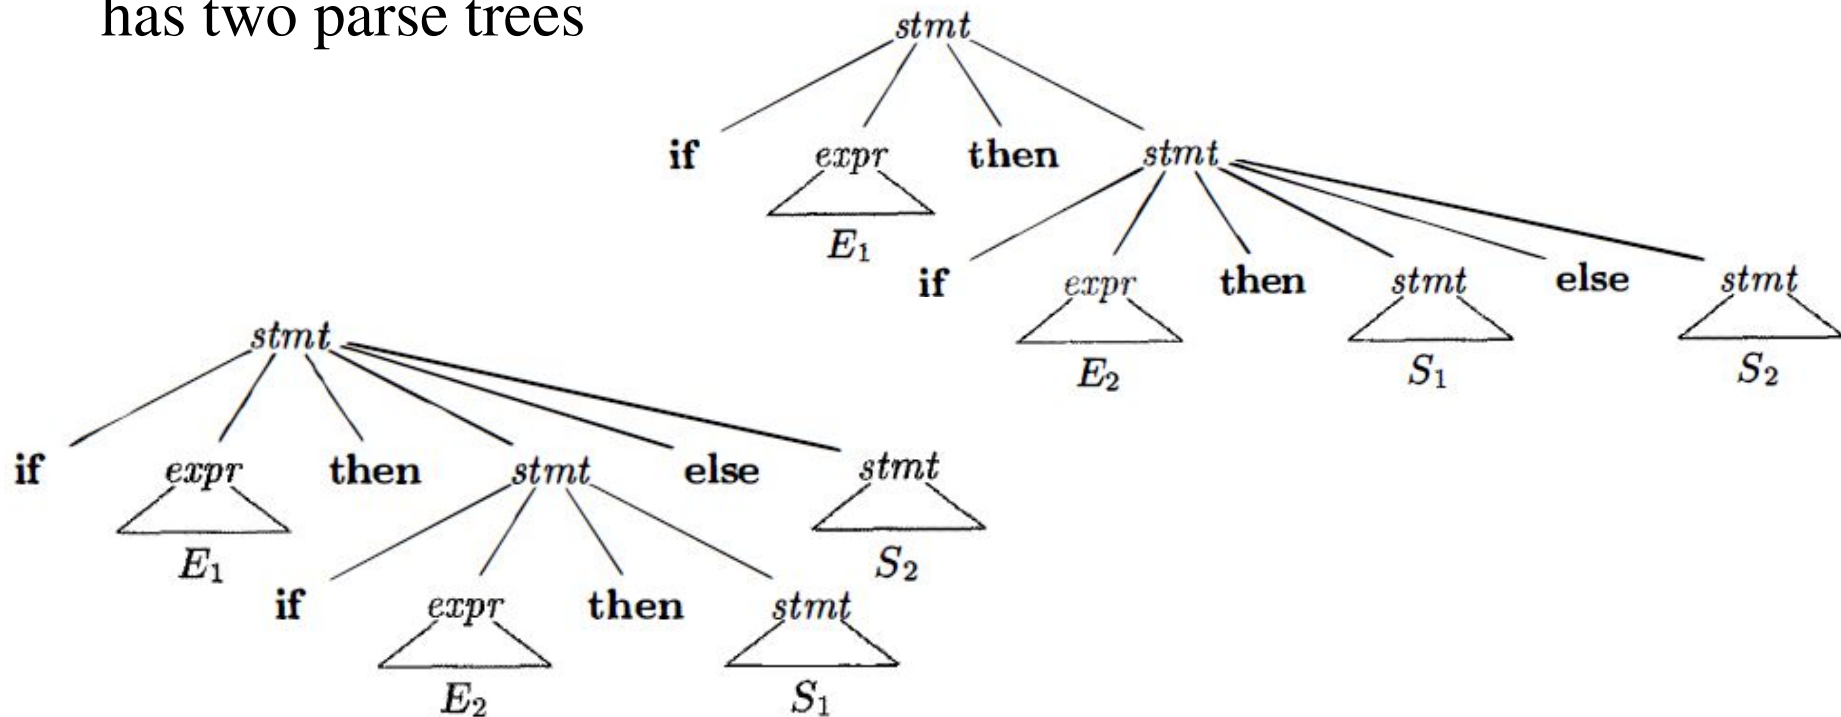 has two parse trees
stmt
if expr then stmt
E₁
if expr then stmt else stmt
E₂ S₁ S₂
stmt
if expr then stmt else stmt
E₁ S₂
if expr then stmt
E₂ S₁